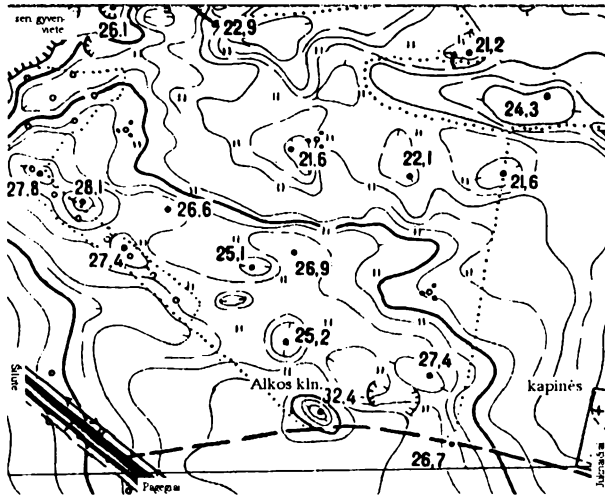 sen. gyven-
vietė
26.1
22,9
21,2
24,3
21.6
22,1
21,6
27.8
28.1
26.6
27.4
25,1
26,9
25,2
27,4
Alkos kln.
32.4
kapinės
Šilutė
26,7
Pagėgiai